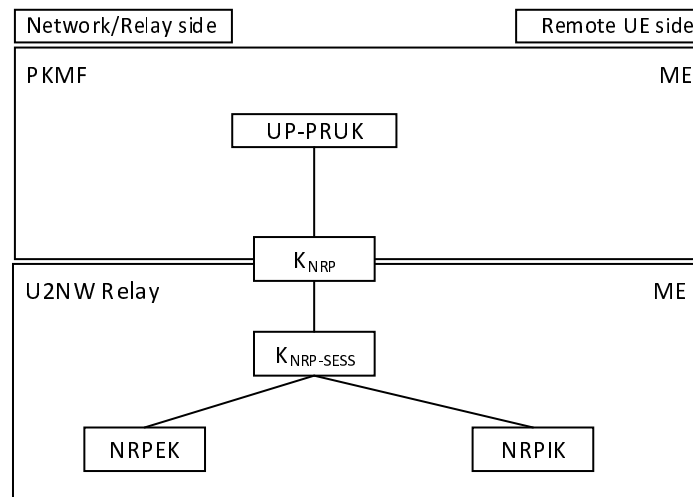 Network/Relay side
Remote UE side
PKMF
ME
UP-PRUK
KNRP
U2NW Relay
ME
KNRP-SESS
NRPEK
NRPIK